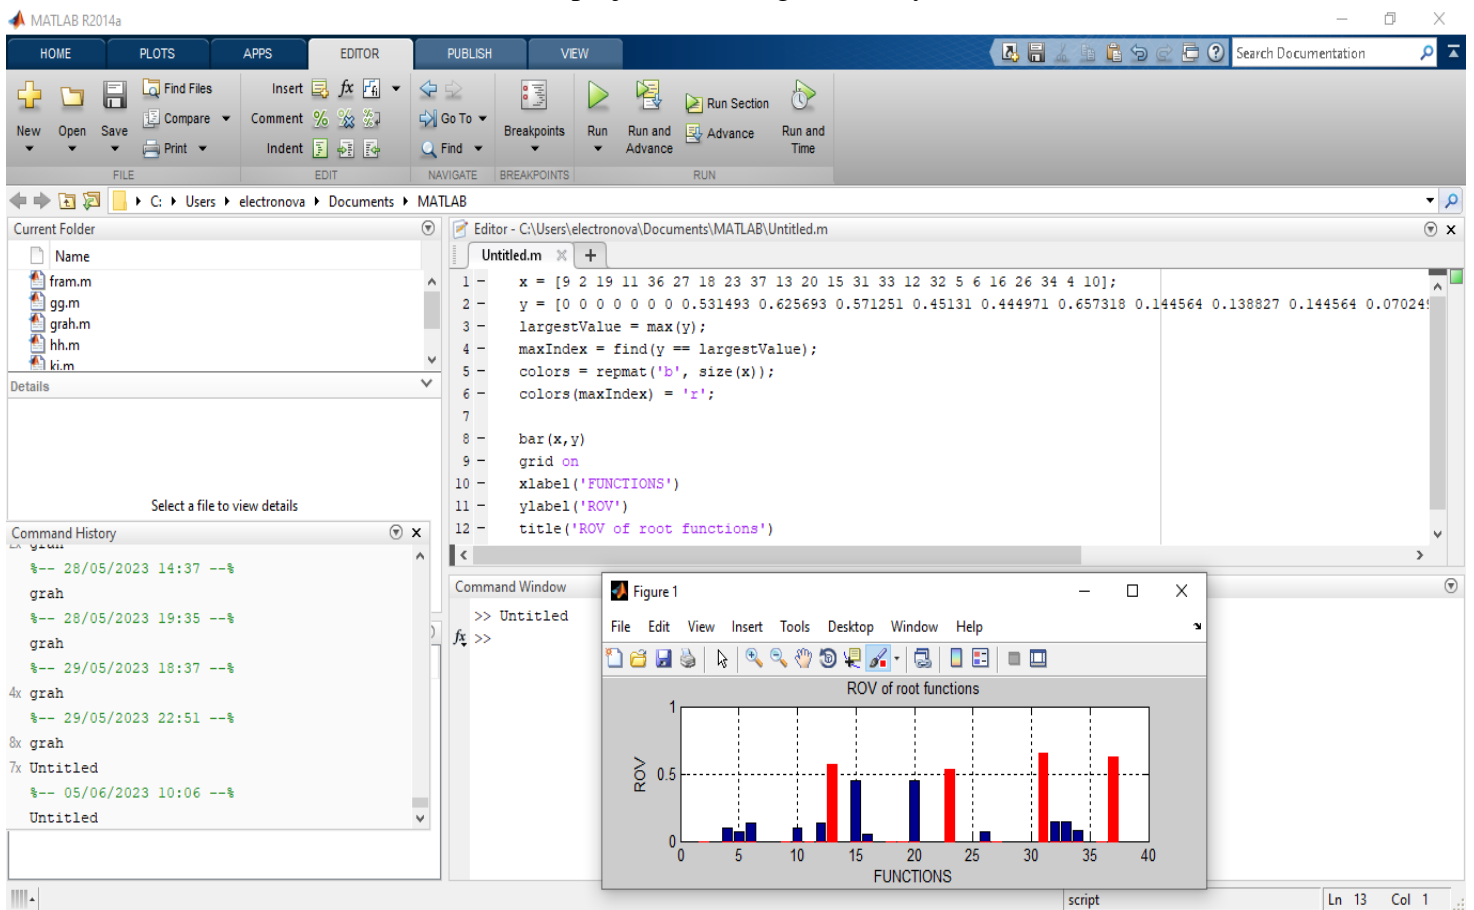 MATLAB R2014a
HOME PLOTS APPS EDITOR PUBLISH VIEW Search Documentation
Find Files Insert fx
New Open Save Compare Comment Go To Breakpoints Run Run and Advance Run Section Advance Run and Time
Print Indent Find
FILE EDIT NAVIGATE BREAKPOINTS RUN
C: Users electronova Documents MATLAB
Current Folder
Name
fram.m
gg.m
grah.m
hh.m
ki.m
Details
Select a file to view details
Command History
2x grah
%-- 28/05/2023 14:37 --%
grah
%-- 28/05/2023 19:35 --%
grah
%-- 29/05/2023 18:37 --%
4x grah
%-- 29/05/2023 22:51 --%
8x grah
7x Untitled
%-- 05/06/2023 10:06 --%
Untitled
Editor - C:\Users\electronova\Documents\MATLAB\Untitled.m
Untitled.m
1 – x = [9 2 19 11 36 27 18 23 37 13 20 15 31 33 12 32 5 6 16 26 34 4 10];
2 – y = [0 0 0 0 0 0 0 0.531493 0.625693 0.571251 0.45131 0.444971 0.657318 0.144564 0.138827 0.144564 0.070249
3 – largestValue = max(y);
4 – maxIndex = find(y == largestValue);
5 – colors = repmat('b', size(x));
6 – colors(maxIndex) = 'r';
7
8 – bar(x,y)
9 – grid on
10 – xlabel('FUNCTIONS')
11 – ylabel('ROV')
12 – title('ROV of root functions')
Command Window
>> Untitled
fx >>
Figure 1
File Edit View Insert Tools Desktop Window Help
ROV of root functions
1
0.5
0
ROV
0 5 10 15 20 25 30 35 40
FUNCTIONS
script Ln 13 Col 1